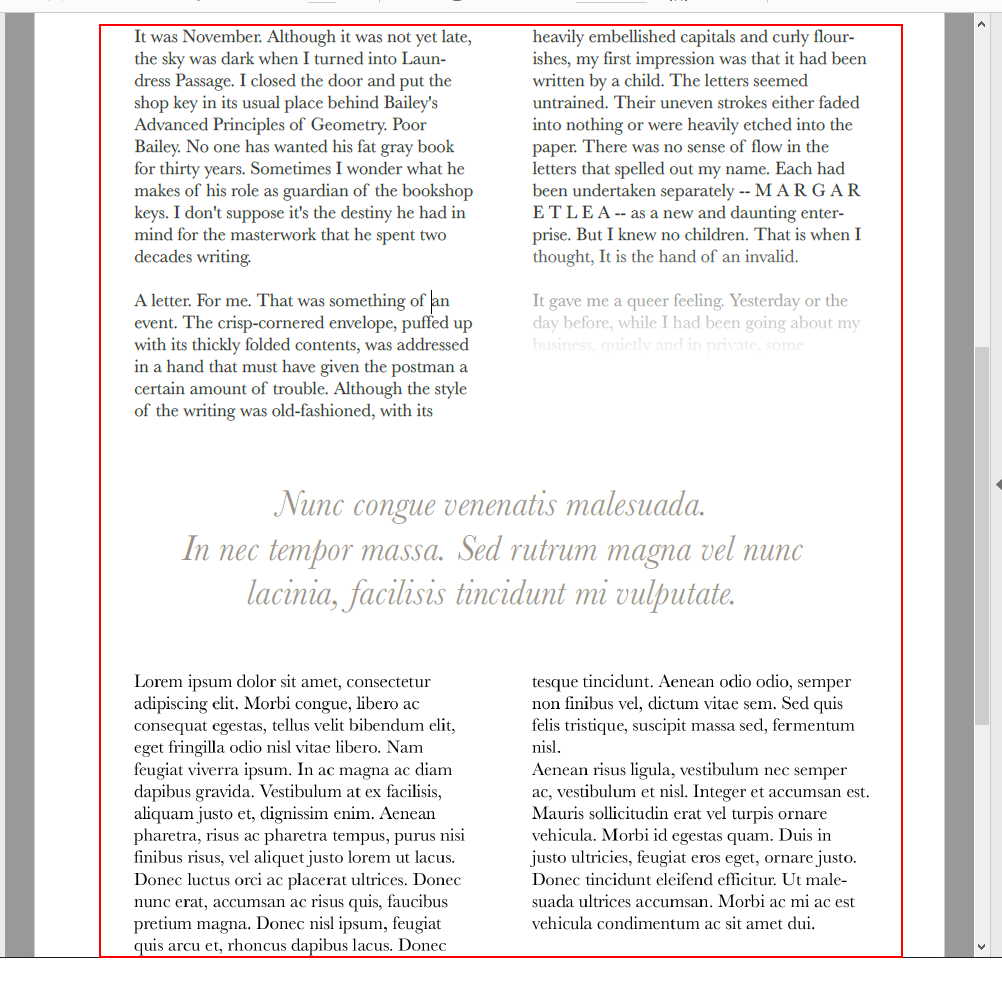 It was November. Although it was not yet late,
the sky was dark when I turned into Laun-
dress Passage. I closed the door and put the
shop key in its usual place behind Bailey's
Advanced Principles of Geometry. Poor
Bailey. No one has wanted his fat gray book
for thirty years. Sometimes I wonder what he
makes of his role as guardian of the bookshop
keys. I don't suppose it's the destiny he had in
mind for the masterwork that he spent two
decades writing.
A letter. For me. That was something of an
event. The crisp-cornered envelope, puffed up
with its thickly folded contents, was addressed
in a hand that must have given the postman a
certain amount of trouble. Although the style
of the writing was old-fashioned, with its
heavily embellished capitals and curly flour-
ishes, my first impression was that it had been
written by a child. The letters seemed
untrained. Their uneven strokes either faded
into nothing or were heavily etched into the
paper. There was no sense of flow in the
letters that spelled out my name. Each had
been undertaken separately -- M A R G A R
E T L E A -- as a new and daunting enter-
prise. But I knew no children. That is when I
thought, It is the hand of an invalid.
It gave me a queer feeling. Yesterday or the
day before, while I had been going about my
business, quietly and in private, some
Nunc congue venenatis malesuada.
In nec tempor massa. Sed rutrum magna vel nunc
lacinia, facilisis tincidunt mi vulputate.
Lorem ipsum dolor sit amet, consectetur
adipiscing elit. Morbi congue, libero ac
consequat egestas, tellus velit bibendum elit,
eget fringilla odio nisl vitae libero. Nam
feugiat viverra ipsum. In ac magna ac diam
dapibus gravida. Vestibulum at ex facilisis,
aliquam justo et, dignissim enim. Aenean
pharetra, risus ac pharetra tempus, purus nisi
finibus risus, vel aliquet justo lorem ut lacus.
Donec luctus orci ac placerat ultrices. Donec
nunc erat, accumsan ac risus quis, faucibus
pretium magna. Donec nisl ipsum, feugiat
quis arcu et, rhoncus dapibus lacus. Donec
tesque tincidunt. Aenean odio odio, semper
non finibus vel, dictum vitae sem. Sed quis
felis tristique, suscipit massa sed, fermentum
nisl.
Aenean risus ligula, vestibulum nec semper
ac, vestibulum et nisl. Integer et accumsan est.
Mauris sollicitudin erat vel turpis ornare
vehicula. Morbi id egestas quam. Duis in
justo ultricies, feugiat eros eget, ornare justo.
Donec tincidunt eleifend efficitur. Ut male-
suada ultrices accumsan. Morbi ac mi ac est
vehicula condimentum ac sit amet dui.